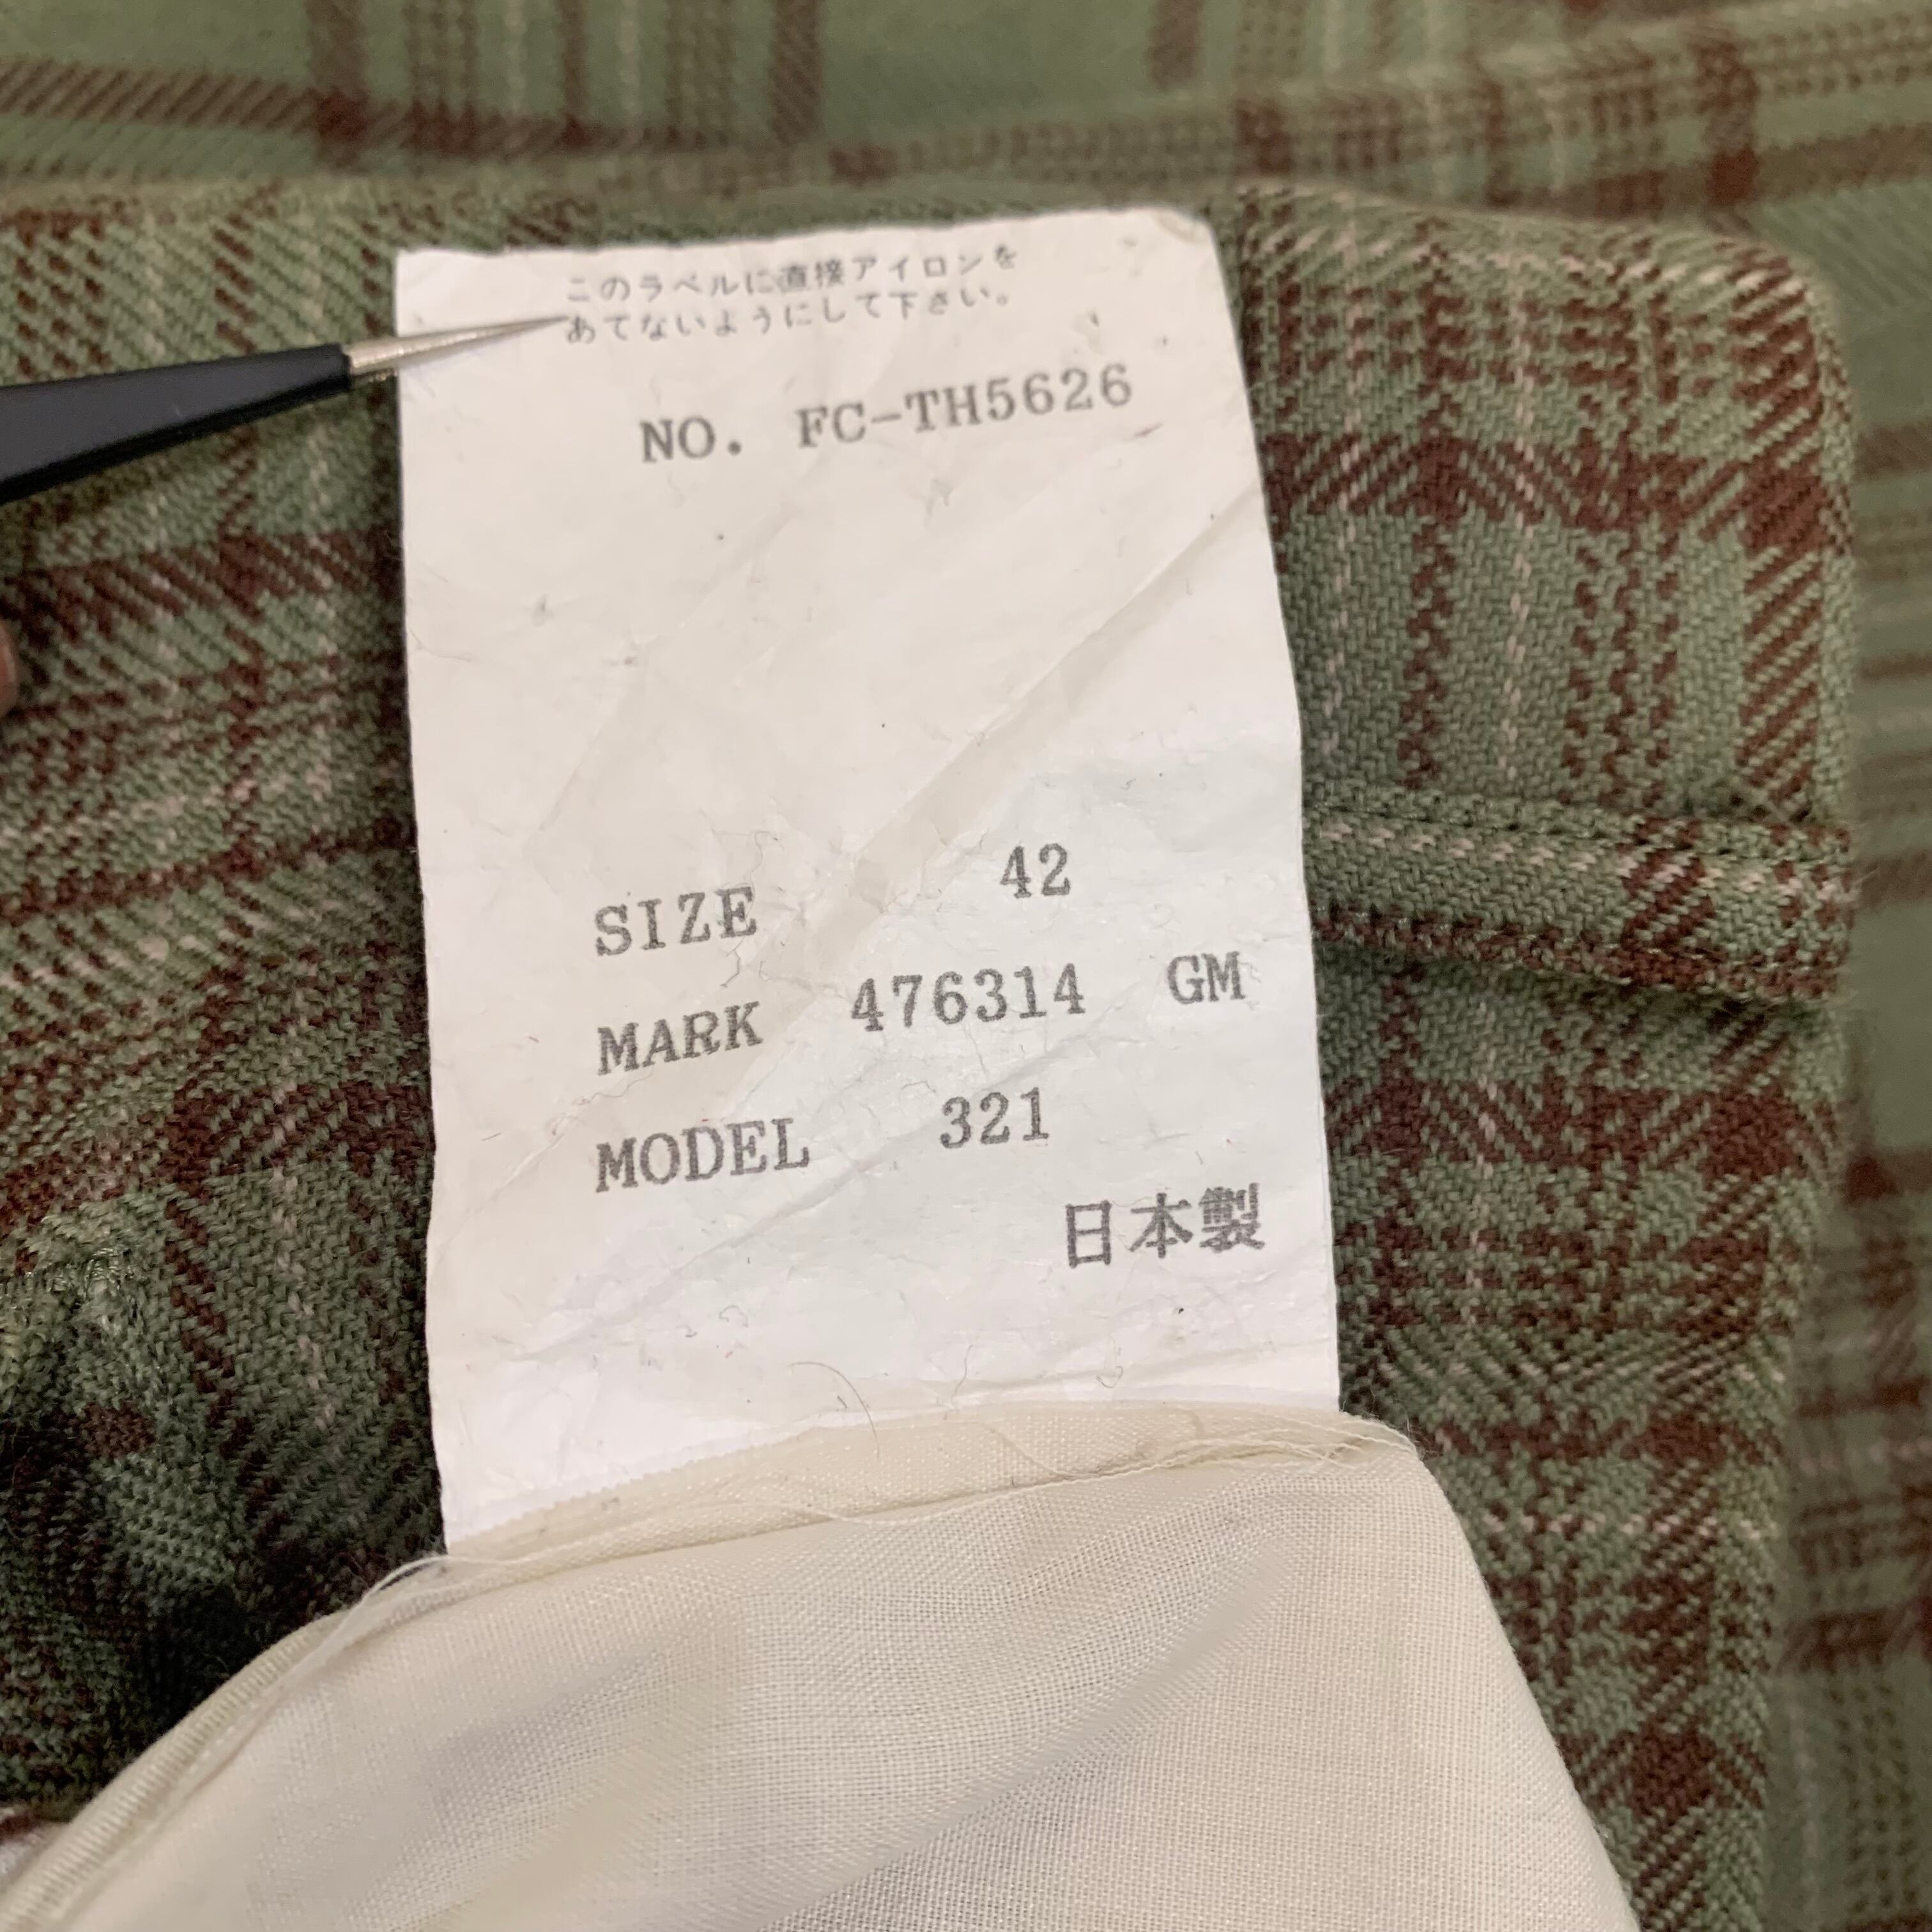 このラベルに直接アイロンを
あてないようにして下さい。
NO. FC-TH5626
SIZE 42
MARK 476314 GM
MODEL 321
日本製